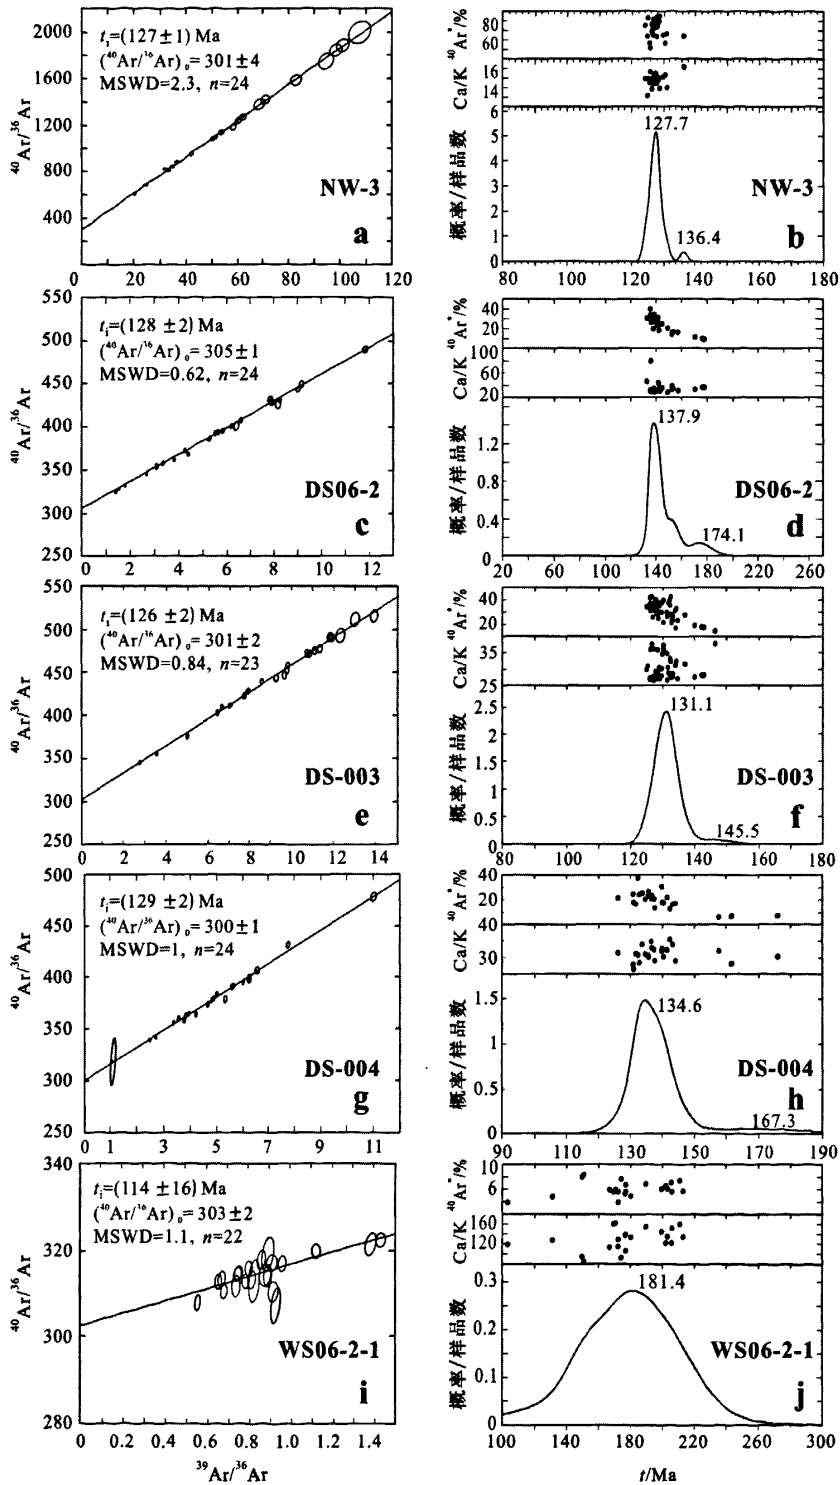 2000
1600
1200
800
400
⁴⁰Ar/³⁶Ar
tᵢ=(127±1) Ma
(⁴⁰Ar/³⁶Ar)₀=301±4
MSWD=2.3, n=24
NW-3
a
0 20 40 60 80 100 120
⁴⁰Ar*/%
80
60
Ca/K
16
14
概率/样品数
6
5
4
3
2
1
0
127.7
136.4
NW-3
b
80 100 120 140 160 180
500
450
400
350
300
250
⁴⁰Ar/³⁶Ar
tᵢ=(128±2) Ma
(⁴⁰Ar/³⁶Ar)₀=305±1
MSWD=0.62, n=24
DS06-2
c
0 2 4 6 8 10 12
⁴⁰Ar*/%
40
20
Ca/K
100
60
20
概率/样品数
1.2
0.8
0.4
0
137.9
174.1
DS06-2
d
20 60 100 140 180 220 260
550
500
450
400
350
300
250
⁴⁰Ar/³⁶Ar
tᵢ=(126±2) Ma
(⁴⁰Ar/³⁶Ar)₀=301±2
MSWD=0.84, n=23
DS-003
e
0 2 4 6 8 10 12 14
⁴⁰Ar*/%
40
20
Ca/K
35
25
概率/样品数
2.5
2
1.5
1
0.5
0
131.1
145.5
DS-003
f
80 100 120 140 160 180
500
450
400
350
300
250
⁴⁰Ar/³⁶Ar
tᵢ=(129±2) Ma
(⁴⁰Ar/³⁶Ar)₀=300±1
MSWD=1, n=24
DS-004
g
0 1 3 5 7 9 11
⁴⁰Ar*/%
40
20
Ca/K
40
30
概率/样品数
1.5
1
0.5
0
134.6
167.3
DS-004
h
90 110 130 150 170 190
340
320
300
280
⁴⁰Ar/³⁶Ar
tᵢ=(114±16) Ma
(⁴⁰Ar/³⁶Ar)₀=303±2
MSWD=1.1, n=22
WS06-2-1
i
0 0.2 0.4 0.6 0.8 1.0 1.2 1.4
³⁹Ar/³⁶Ar
⁴⁰Ar*/%
10
6
Ca/K
160
120
概率/样品数
0.3
0.2
0.1
0
181.4
WS06-2-1
j
100 140 180 220 260 300
t/Ma